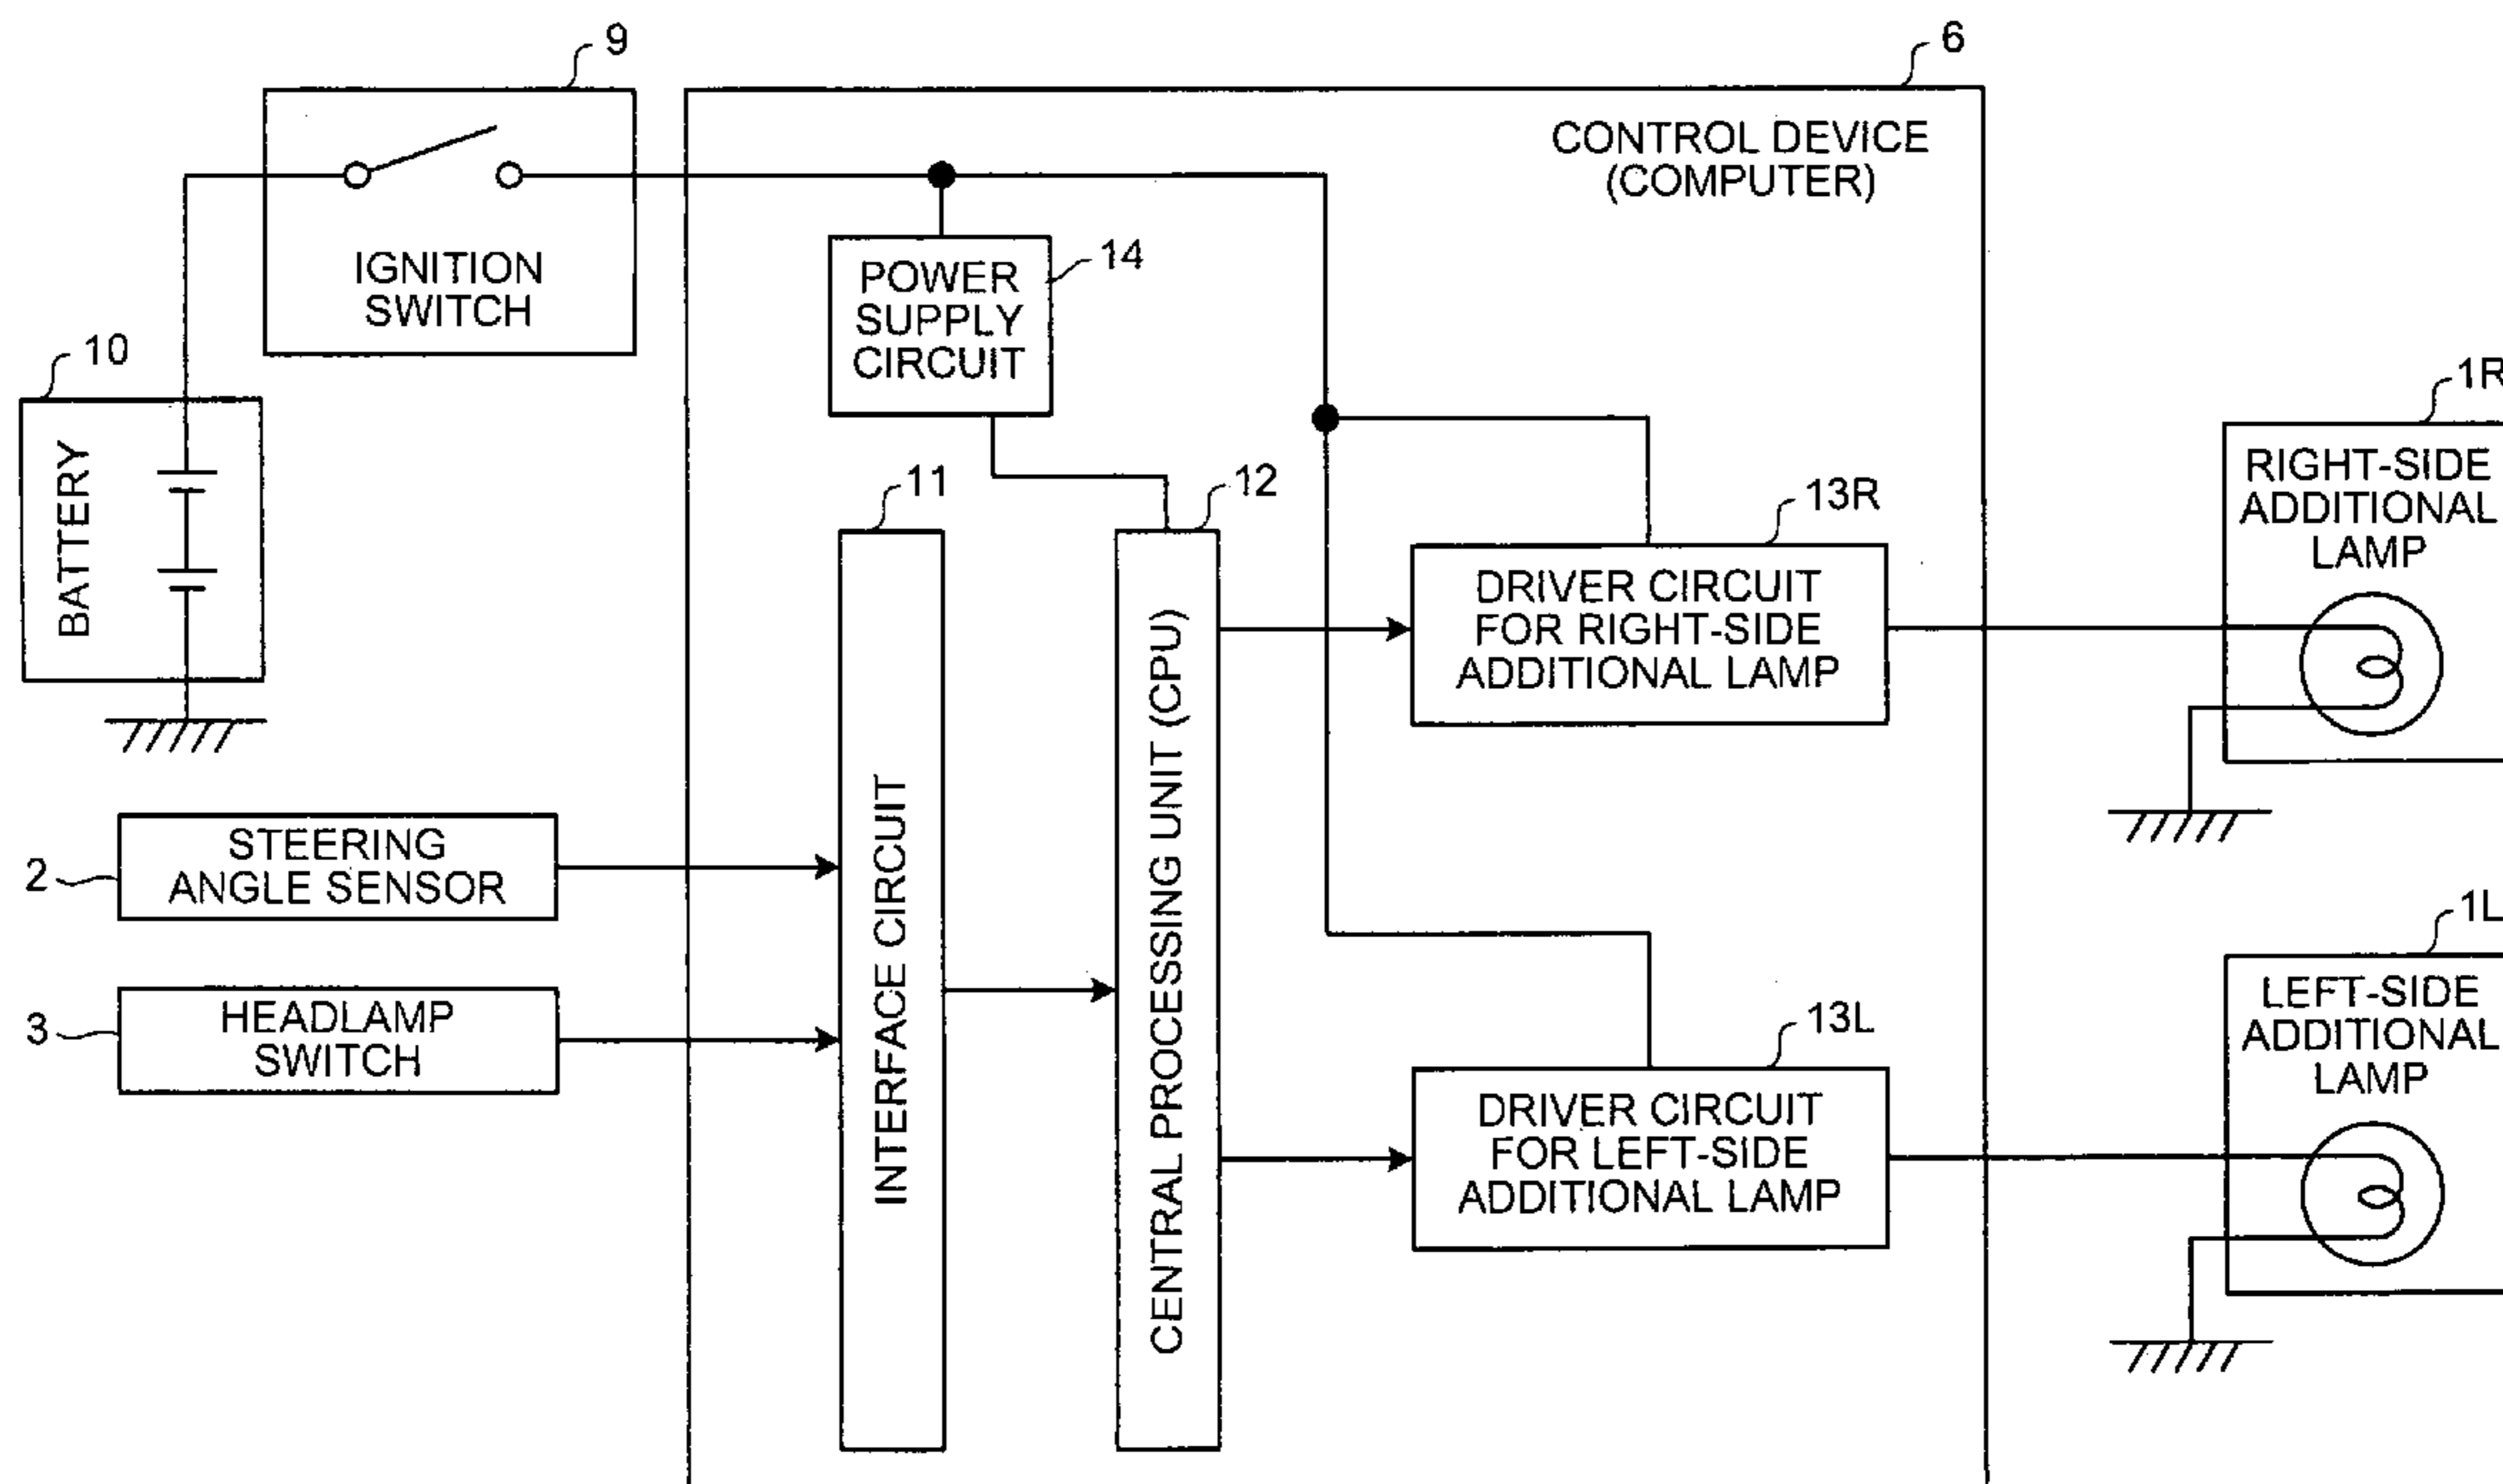 9
6
CONTROL DEVICE
(COMPUTER)
IGNITION
SWITCH
14
POWER
SUPPLY
CIRCUIT
10
BATTERY
1R
RIGHT-SIDE
ADDITIONAL
LAMP
11
12
13R
DRIVER CIRCUIT
FOR RIGHT-SIDE
ADDITIONAL LAMP
INTERFACE CIRCUIT
CENTRAL PROCESSING UNIT (CPU)
2
STEERING
ANGLE SENSOR
3
HEADLAMP
SWITCH
1L
LEFT-SIDE
ADDITIONAL
LAMP
13L
DRIVER CIRCUIT
FOR LEFT-SIDE
ADDITIONAL LAMP